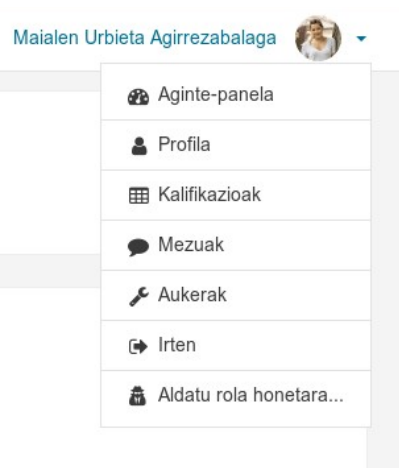 Maialen Urbieta Agirrezabalaga
Aginte-panela
Profila
Kalifikazioak
Mezuak
Aukerak
Irten
Aldatu rola honetara...